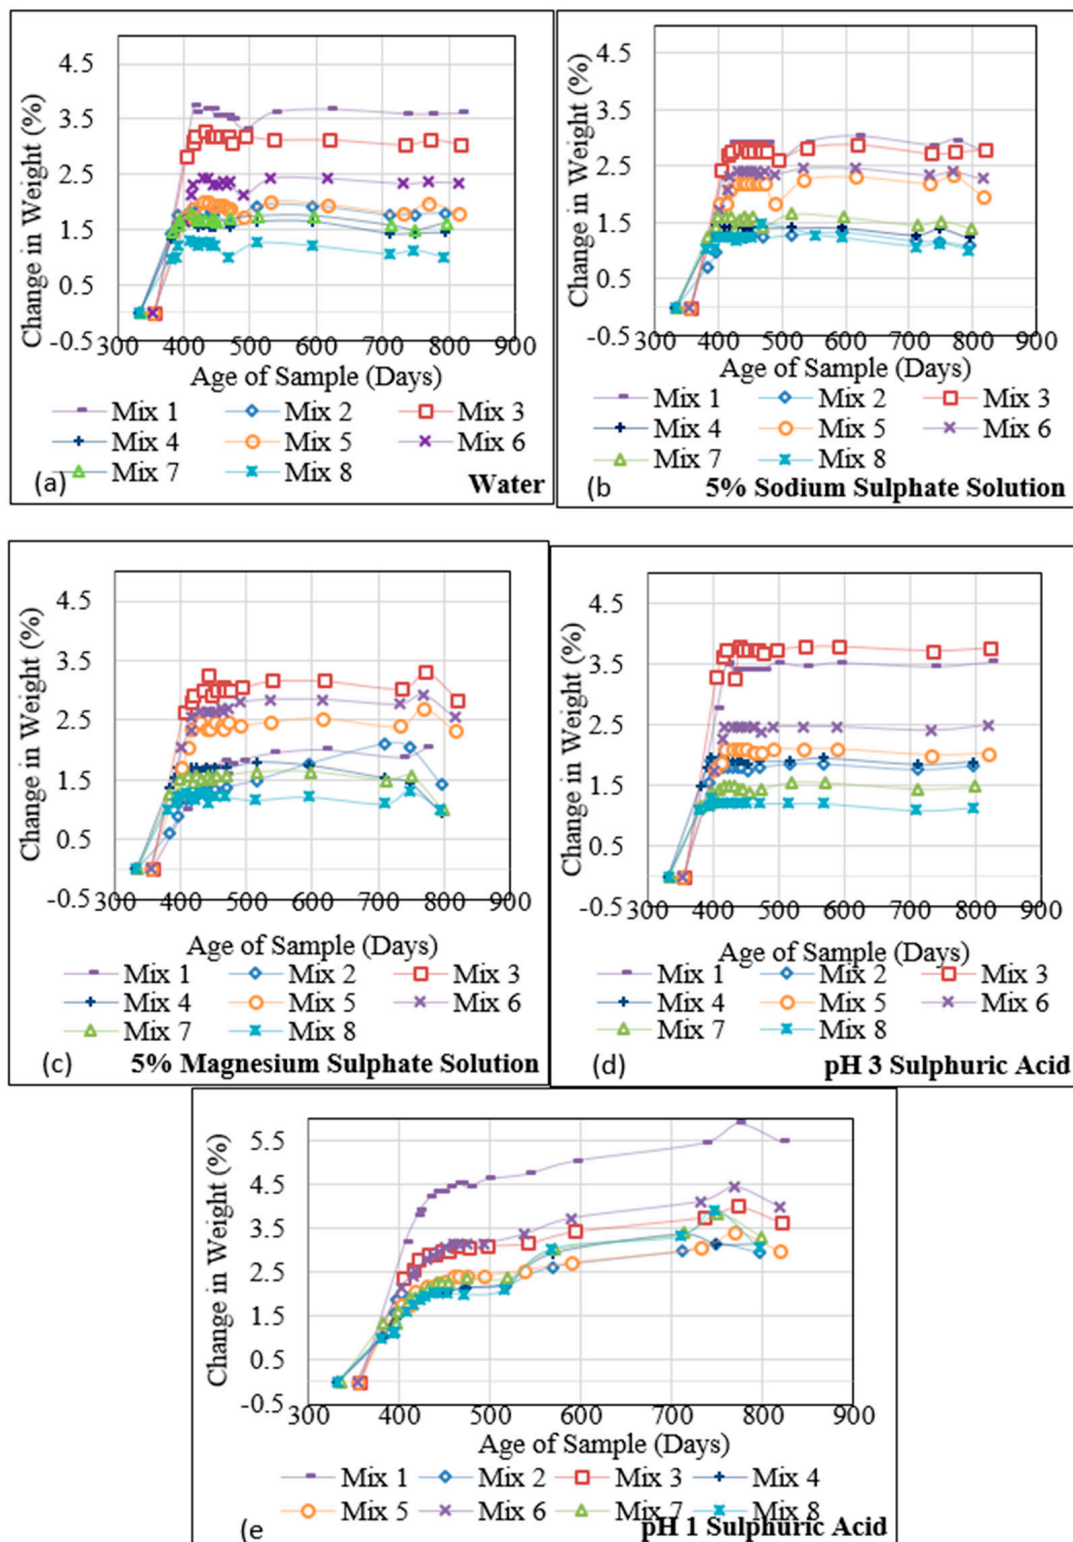 4.5
3.5
2.5
1.5
0.5
-0.5
Change in Weight (%)
300 400 500 600 700 800 900
Age of Sample (Days)
Mix 1 Mix 2 Mix 3
Mix 4 Mix 5 Mix 6
Mix 7 Mix 8
(a) Water
4.5
3.5
2.5
1.5
0.5
-0.5
Change in Weight (%)
300 400 500 600 700 800 900
Age of Sample (Days)
Mix 1 Mix 2 Mix 3
Mix 4 Mix 5 Mix 6
Mix 7 Mix 8
(b 5% Sodium Sulphate Solution
4.5
3.5
2.5
1.5
0.5
-0.5
Change in Weight (%)
300 400 500 600 700 800 900
Age of Sample (Days)
Mix 1 Mix 2 Mix 3
Mix 4 Mix 5 Mix 6
Mix 7 Mix 8
(c) 5% Magnesium Sulphate Solution
4.5
3.5
2.5
1.5
0.5
-0.5
Change in Weight (%)
300 400 500 600 700 800 900
Age of Sample (Days)
Mix 1 Mix 2 Mix 3
Mix 4 Mix 5 Mix 6
Mix 7 Mix 8
(d) pH 3 Sulphuric Acid
5.5
4.5
3.5
2.5
1.5
0.5
-0.5
Change in Weight (%)
300 400 500 600 700 800 900
Age of Sample (Days)
Mix 1 Mix 2 Mix 3 Mix 4
Mix 5 Mix 6 Mix 7 Mix 8
(e pH 1 Sulphuric Acid